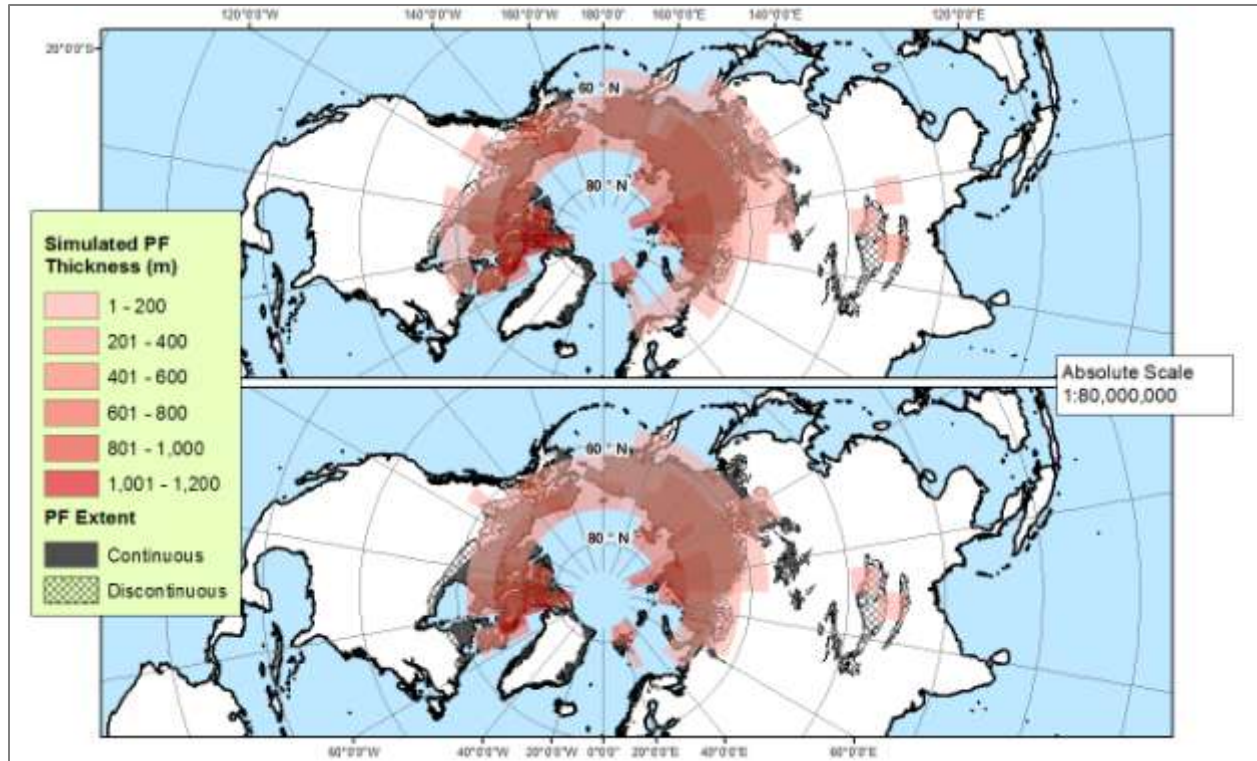 120°0'0"W 140°0'0"W 160°0'0"W 180°0'0" 160°0'0"E 140°0'0"E 120°0'0"E
20°0'0"S
60 ° N
80 ° N
Simulated PF
Thickness (m)
1 - 200
201 - 400
401 - 600
601 - 800
801 - 1,000
1,001 - 1,200
PF Extent
Continuous
Discontinuous
Absolute Scale
1:80,000,000
60 ° N
80 ° N
60°0'0"W 40°0'0"W 20°0'0"W 0°0'0" 20°0'0"E 40°0'0"E 60°0'0"E